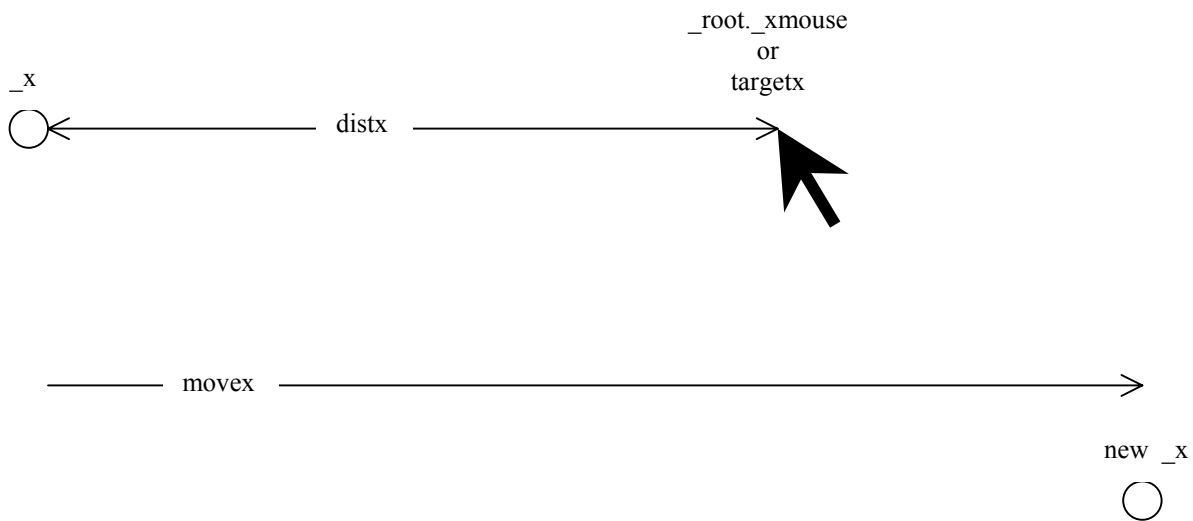 _root._xmouse
or
targetx
_x
distx
movex
new _x